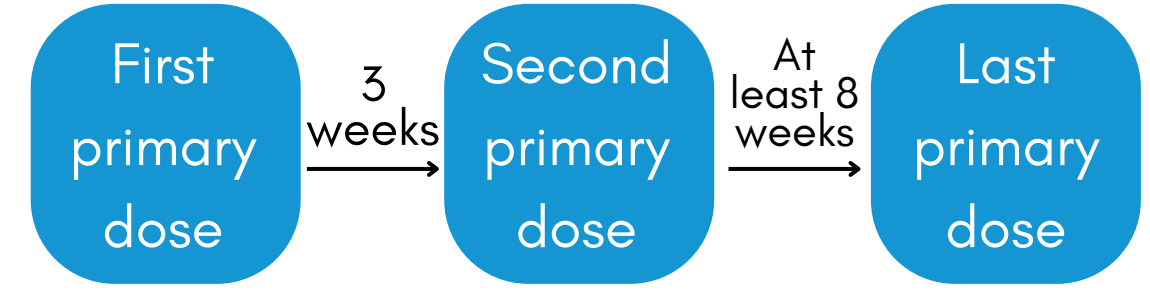 First
primary
dose
3
weeks
Second
primary
dose
At
least 8
weeks
Last
primary
dose